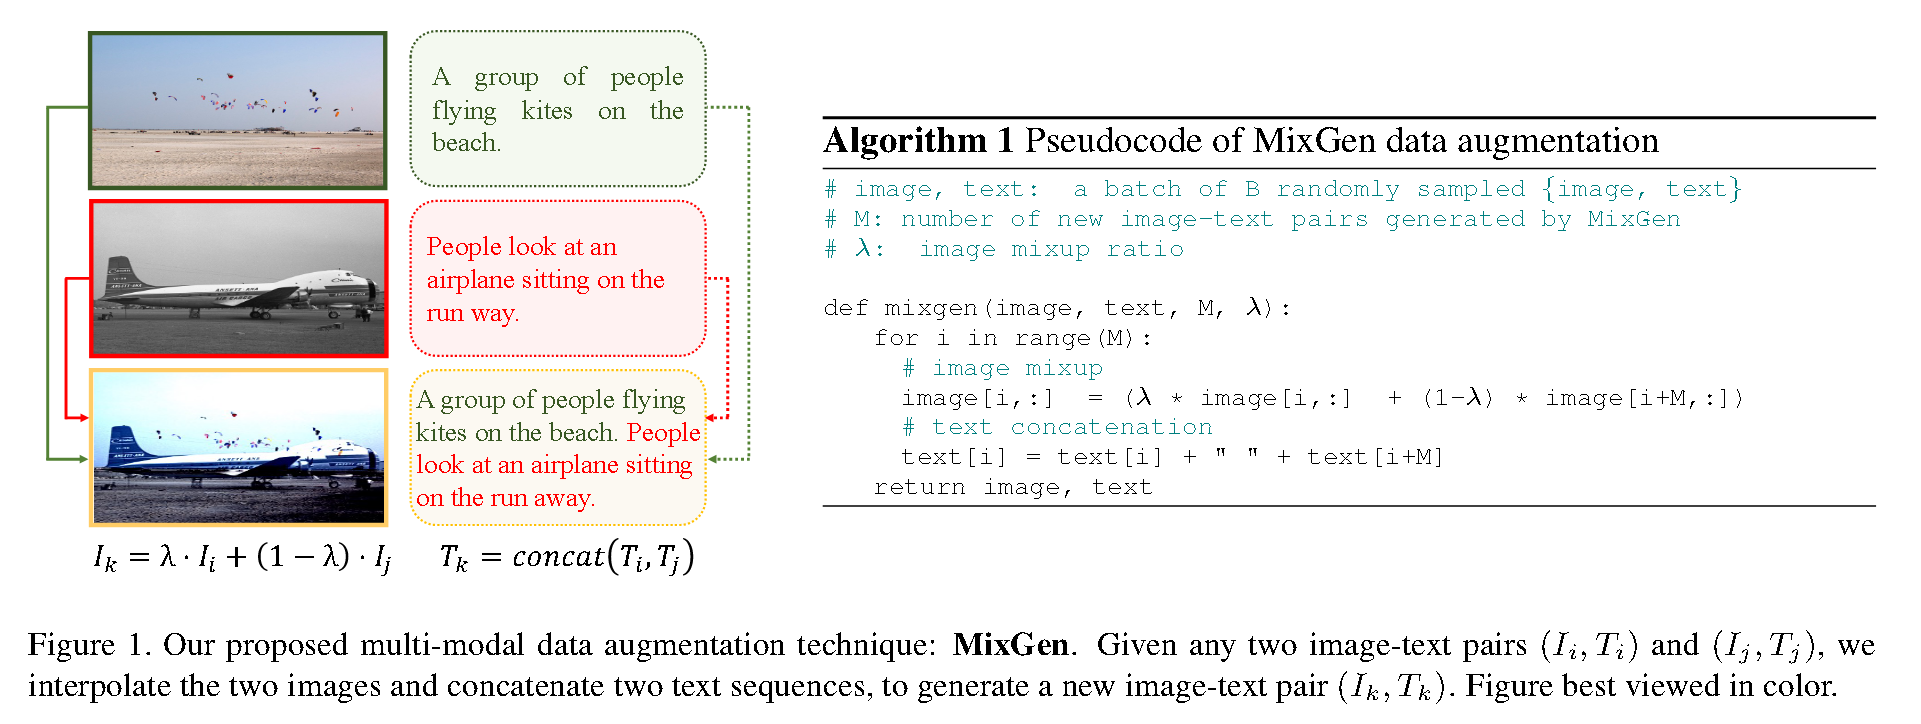 A group of people
flying kites on the
beach.
ANSETT-ANA
People look at an
airplane sitting on the
run way.
ANSETT-ANA
A group of people flying
kites on the beach. People
look at an airplane sitting
on the run away.
I_k = λ · I_i + (1 − λ) · I_j
T_k = concat(T_i, T_j)
Algorithm 1 Pseudocode of MixGen data augmentation
# image, text: a batch of B randomly sampled {image, text}
# M: number of new image-text pairs generated by MixGen
# λ: image mixup ratio
def mixgen(image, text, M, λ):
for i in range(M):
# image mixup
image[i,:] = (λ * image[i,:] + (1-λ) * image[i+M,:])
# text concatenation
text[i] = text[i] + " " + text[i+M]
return image, text
Figure 1. Our proposed multi-modal data augmentation technique: MixGen. Given any two image-text pairs (I_i, T_i) and (I_j, T_j), we
interpolate the two images and concatenate two text sequences, to generate a new image-text pair (I_k, T_k). Figure best viewed in color.